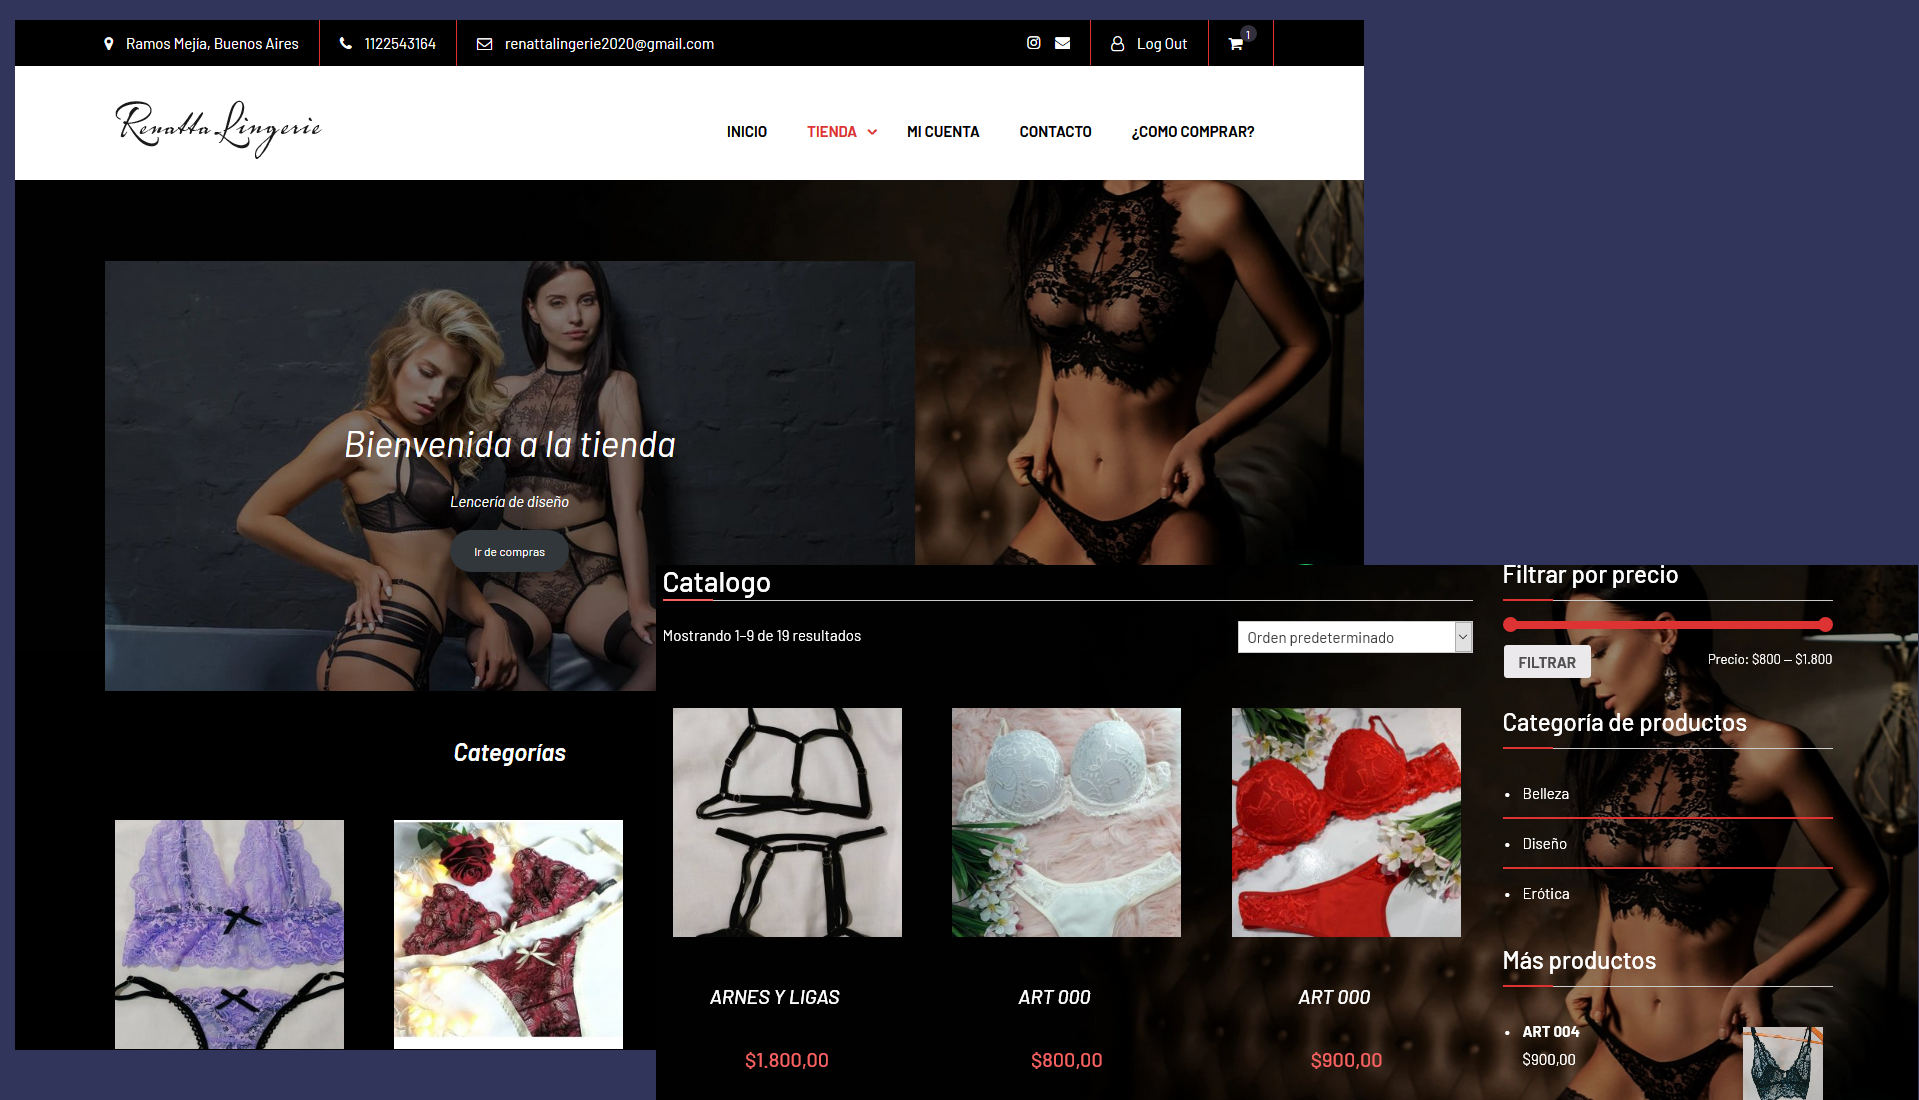 Ramos Mejía, Buenos Aires
1122543164
renattalingerie2020@gmail.com
Log Out
1
Renatta Lingerie
INICIO
TIENDA
MI CUENTA
CONTACTO
¿COMO COMPRAR?
Bienvenida a la tienda
Lencería de diseño
Ir de compras
Categorías
Catalogo
Mostrando 1–9 de 19 resultados
Orden predeterminado
ARNES Y LIGAS
$1.800,00
ART 000
$800,00
ART 000
$900,00
Filtrar por precio
FILTRAR
Precio: $800 — $1.800
Categoría de productos
• Belleza
• Diseño
• Erótica
Más productos
• ART 004
$900,00